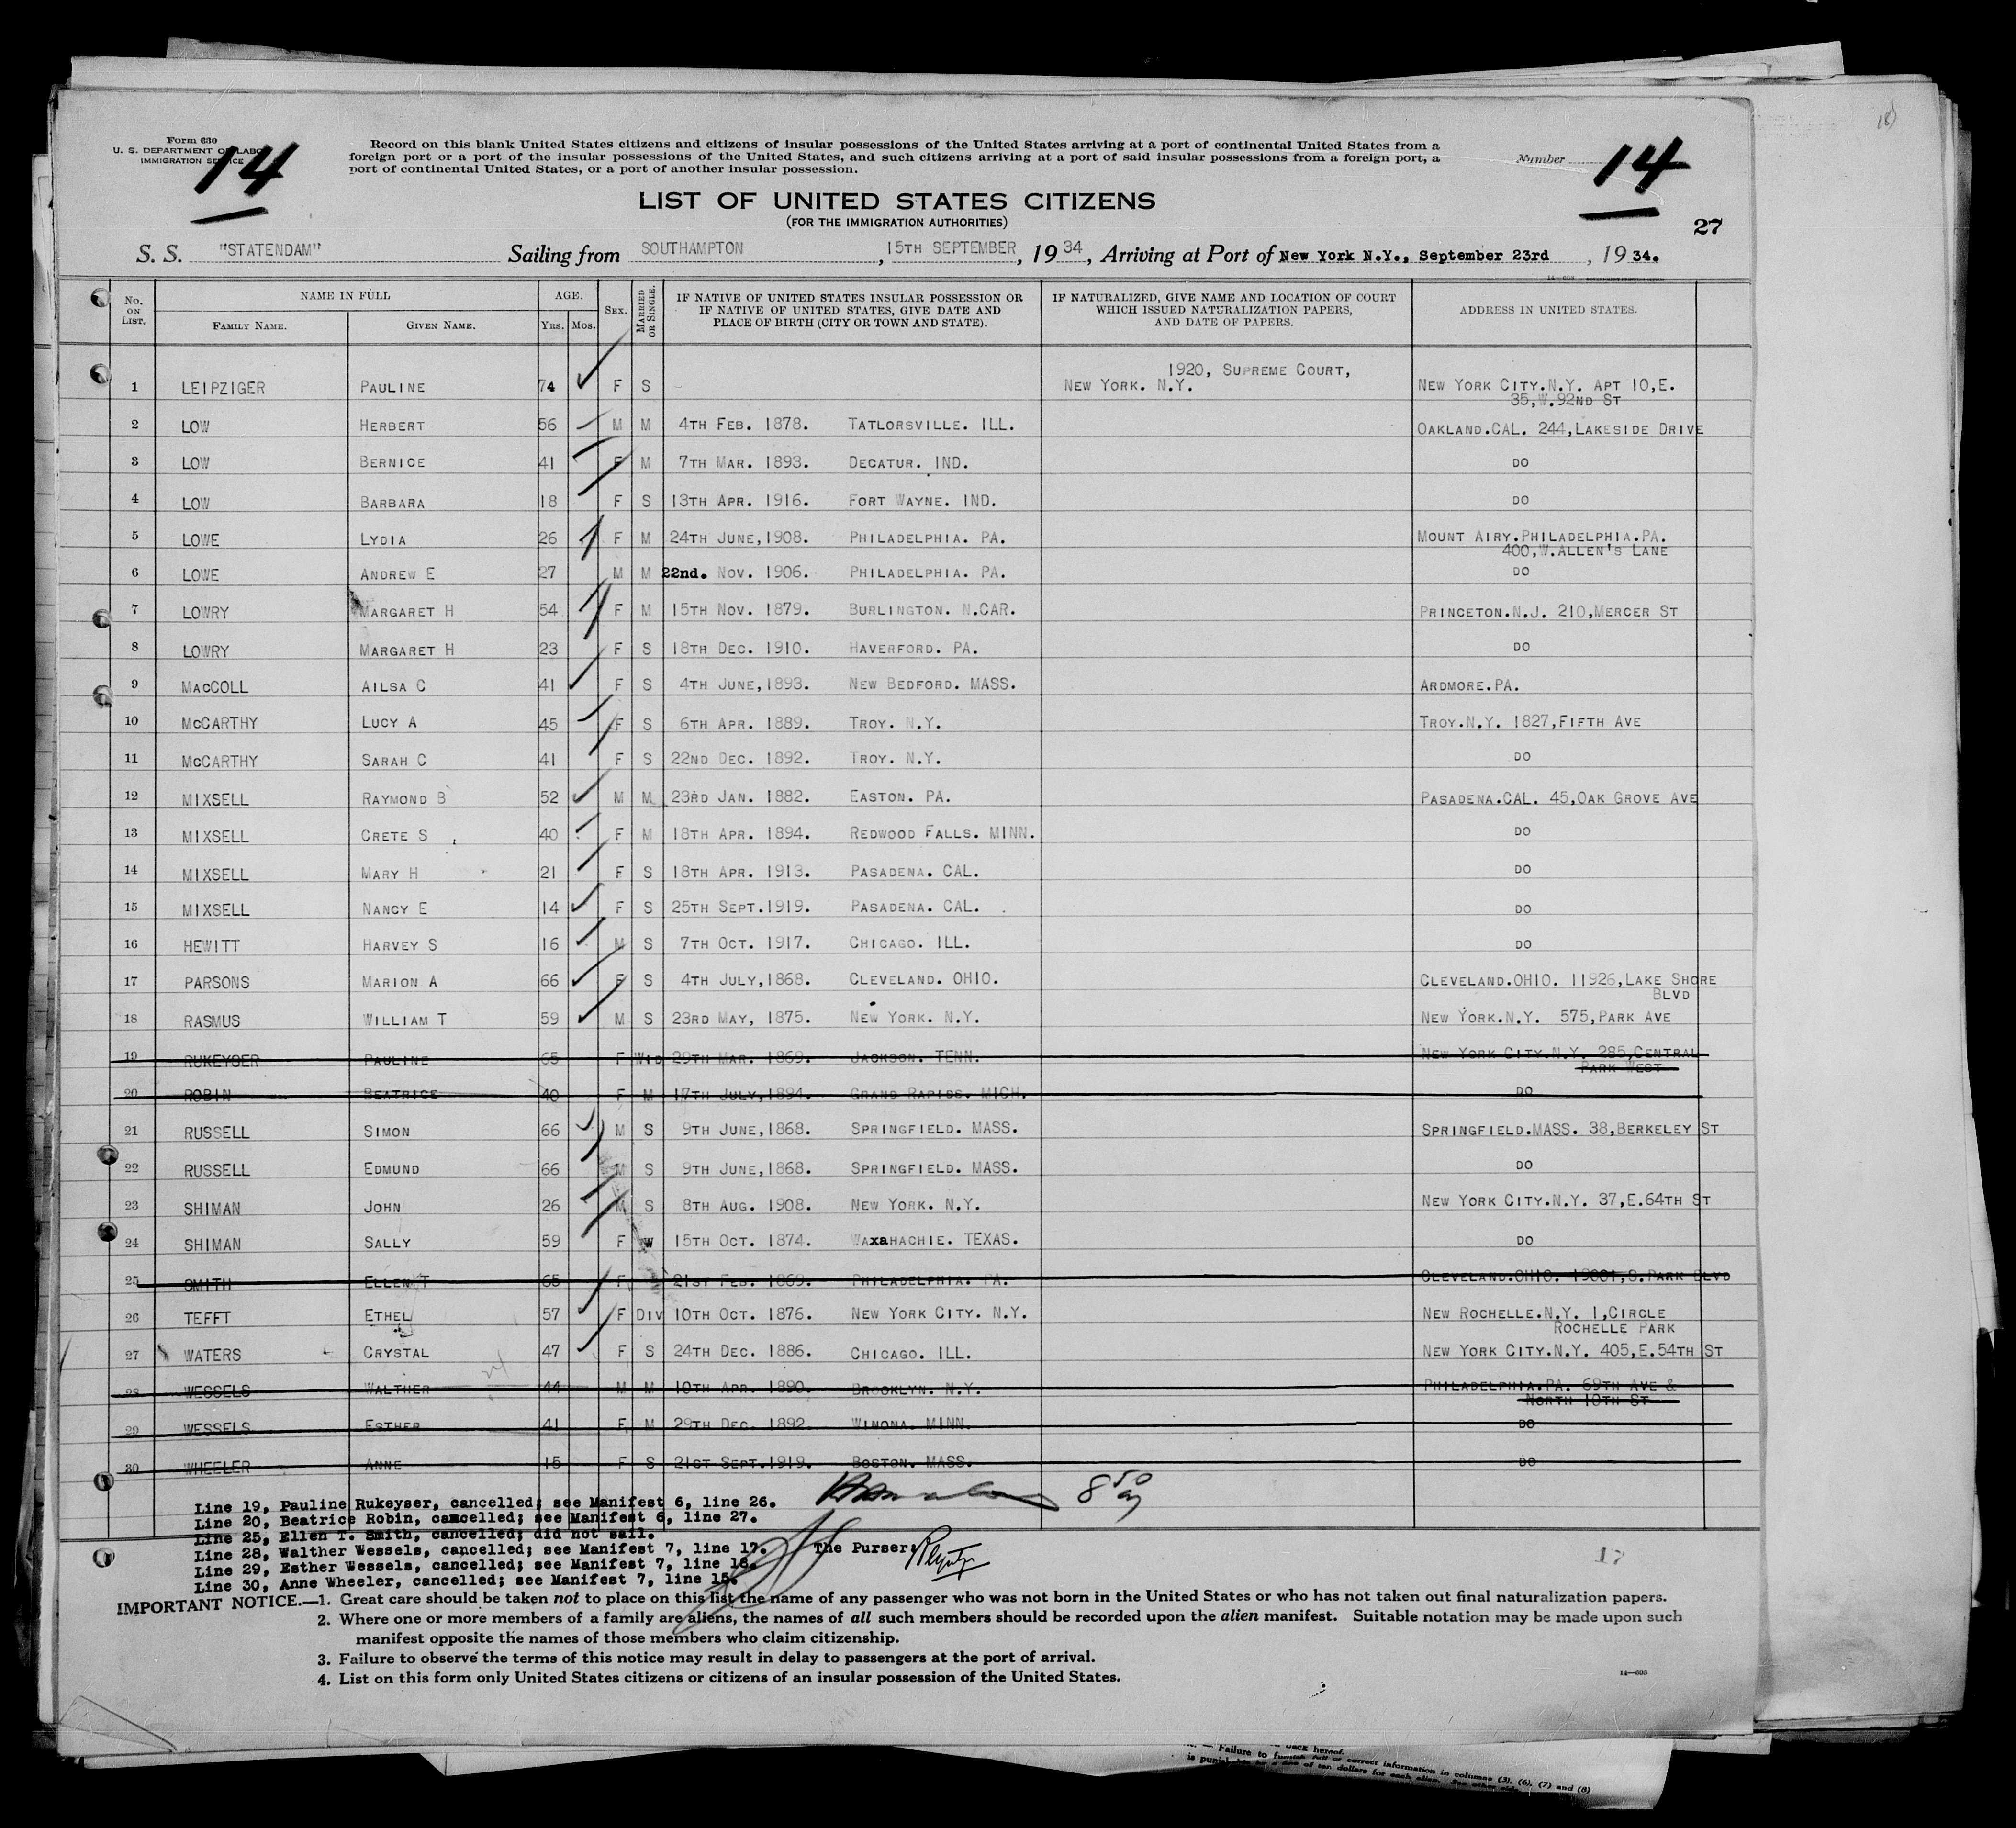 Form 630
U. S. DEPARTMENT OF LABOR
IMMIGRATION SERVICE
14
Record on this blank United States citizens and citizens of insular possessions of the United States arriving at a port of continental United States from a
foreign port or a port of the insular possessions of the United States, and such citizens arriving at a port of said insular possessions from a foreign port, a
port of continental United States, or a port of another insular possession.
Number 14
LIST OF UNITED STATES CITIZENS
(FOR THE IMMIGRATION AUTHORITIES)
27
S. S. "STATENDAM" Sailing from SOUTHAMPTON, 15TH SEPTEMBER, 1934, Arriving at Port of New York N.Y., September 23rd, 1934.
No. ON LIST. NAME IN FULL AGE. SEX. MARRIED OR SINGLE. IF NATIVE OF UNITED STATES INSULAR POSSESSION OR IF NATIVE OF UNITED STATES, GIVE DATE AND PLACE OF BIRTH (CITY OR TOWN AND STATE). IF NATURALIZED, GIVE NAME AND LOCATION OF COURT WHICH ISSUED NATURALIZATION PAPERS, AND DATE OF PAPERS. ADDRESS IN UNITED STATES.
FAMILY NAME. GIVEN NAME. YRS. MOS.
1 LEIPZIGER PAULINE 74 F S 1920, SUPREME COURT, NEW YORK. N.Y. NEW YORK CITY.N.Y. APT 10,E.
35,W.92ND ST
2 LOW HERBERT 56 M M 4TH FEB. 1878. TATLORSVILLE. ILL. OAKLAND.CAL. 244,LAKESIDE DRIVE
3 LOW BERNICE 41 F M 7TH MAR. 1893. DECATUR. IND. DO
4 LOW BARBARA 18 F S 13TH APR. 1916. FORT WAYNE. IND. DO
5 LOWE LYDIA 26 F M 24TH JUNE,1908. PHILADELPHIA. PA. MOUNT AIRY.PHILADELPHIA.PA.
400,W.ALLEN'S LANE
6 LOWE ANDREW E 27 M M 22nd. NOV. 1906. PHILADELPHIA. PA. DO
7 LOWRY MARGARET H 54 F M 15TH NOV. 1879. BURLINGTON. N.CAR. PRINCETON.N.J. 210,MERCER ST
8 LOWRY MARGARET H 23 F S 18TH DEC. 1910. HAVERFORD. PA. DO
9 MACCOLL AILSA C 41 F S 4TH JUNE,1893. NEW BEDFORD. MASS. ARDMORE.PA.
10 MCCARTHY LUCY A 45 F S 6TH APR. 1889. TROY. N.Y. TROY.N.Y. 1827,FIFTH AVE
11 MCCARTHY SARAH C 41 F S 22ND DEC. 1892. TROY. N.Y. DO
12 MIXSELL RAYMOND B 52 M M 23RD JAN. 1882. EASTON. PA. PASADENA.CAL. 45,OAK GROVE AVE
13 MIXSELL CRETE S 40 F M 18TH APR. 1894. REDWOOD FALLS. MINN. DO
14 MIXSELL MARY H 21 F S 18TH APR. 1913. PASADENA. CAL. DO
15 MIXSELL NANCY E 14 F S 25TH SEPT.1919. PASADENA. CAL. DO
16 HEWITT HARVEY S 16 M S 7TH OCT. 1917. CHICAGO. ILL. DO
17 PARSONS MARION A 66 F S 4TH JULY,1868. CLEVELAND. OHIO. CLEVELAND.OHIO. 11926,LAKE SHORE
BLVD
18 RASMUS WILLIAM T 59 M S 23RD MAY, 1875. NEW YORK. N.Y. NEW YORK.N.Y. 575,PARK AVE
19 RUKEYSER PAULINE 65 F WID 29TH MAR. 1869. JACKSON. TENN. NEW YORK CITY.N.Y. 285,CENTRAL
PARK WEST
20 ROBIN BEATRICE 40 F M 17TH JULY,1894. GRAND RAPIDS. MICH. DO
21 RUSSELL SIMON 66 M S 9TH JUNE,1868. SPRINGFIELD. MASS. SPRINGFIELD.MASS. 38,BERKELEY ST
22 RUSSELL EDMUND 66 M S 9TH JUNE,1868. SPRINGFIELD. MASS. DO
23 SHIMAN JOHN 26 M S 8TH AUG. 1908. NEW YORK. N.Y. NEW YORK CITY.N.Y. 37,E.64TH ST
24 SHIMAN SALLY 59 F W 15TH OCT. 1874. WAxaHACHIE. TEXAS. DO
25 SMITH ELLEN T 65 F 21ST FEB. 1869. PHILADELPHIA. PA. CLEVELAND.OHIO. 19001,S.PARK BLVD
26 TEFFT ETHEL 57 F DIV 10TH OCT. 1876. NEW YORK CITY. N.Y. NEW ROCHELLE.N.Y. 1,CIRCLE
ROCHELLE PARK
27 WATERS CRYSTAL 47 F S 24TH DEC. 1886. CHICAGO. ILL. NEW YORK CITY.N.Y. 405,E.54TH ST
28 WESSELS WALTHER 44 M M 10TH APR. 1890. BROOKLYN. N.Y. PHILADELPHIA.PA. 69TH AVE &
NORTH 10TH ST
29 WESSELS ESTHER 41 F M 29TH DEC. 1892. WINONA. MINN. DO
30 WHEELER ANNE 15 F S 21ST SEPT.1919. BOSTON. MASS. DO
Line 19, Pauline Rukeyser, cancelled; see Manifest 6, line 26.
Line 20, Beatrice Robin, cancelled; see Manifest 6, line 27.
Line 25, Ellen T. Smith, cancelled; did not sail.
Line 28, Walther Wessels, cancelled; see Manifest 7, line 17. The Purser:
Line 29, Esther Wessels, cancelled; see Manifest 7, line 18.
Line 30, Anne Wheeler, cancelled; see Manifest 7, line 15.
17
IMPORTANT NOTICE.—1. Great care should be taken not to place on this list the name of any passenger who was not born in the United States or who has not taken out final naturalization papers.
2. Where one or more members of a family are aliens, the names of all such members should be recorded upon the alien manifest. Suitable notation may be made upon such
manifest opposite the names of those members who claim citizenship.
3. Failure to observe the terms of this notice may result in delay to passengers at the port of arrival.
4. List on this form only United States citizens or citizens of an insular possession of the United States.
back hereof.
Failure to furnish full or correct information in columns (3), (6), (7) and (8)
is punishable by a fine of ten dollars for each alien. See other side.